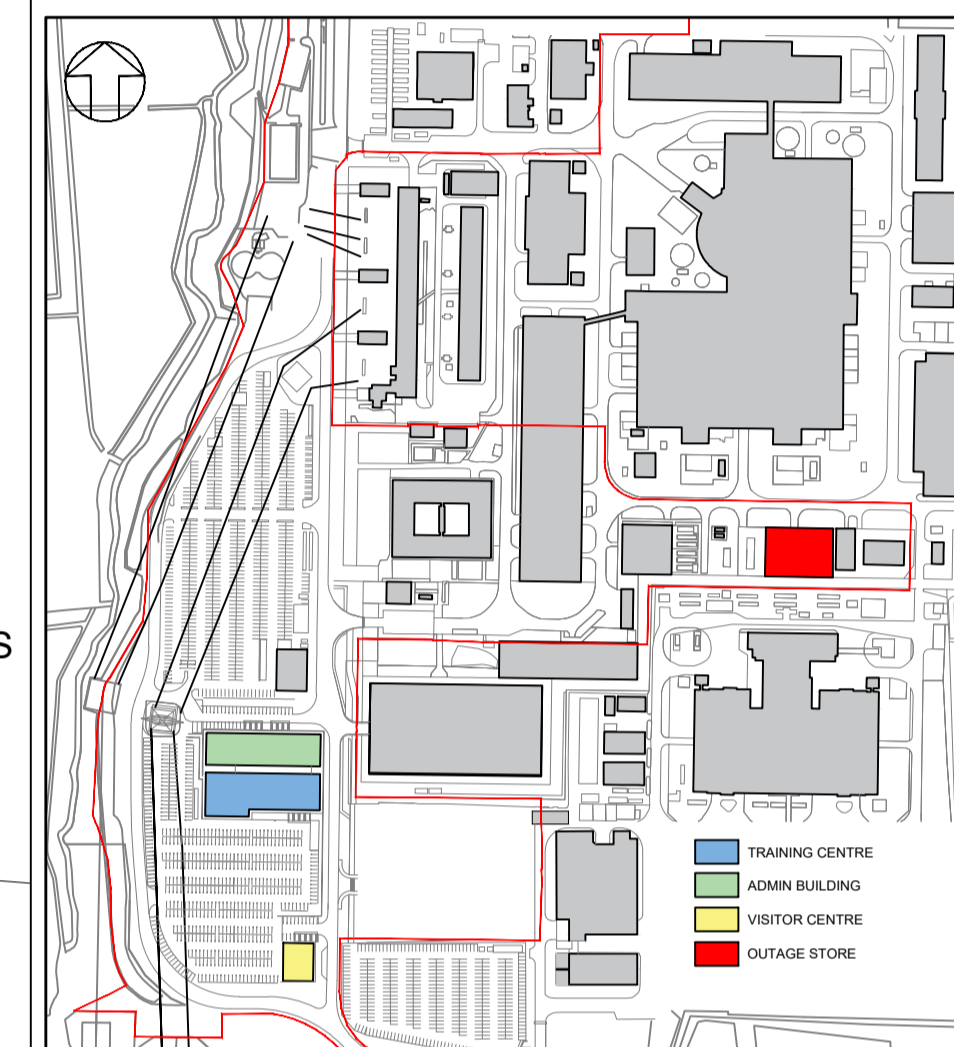 S
TRAINING CENTRE
ADMIN BUILDING
VISITOR CENTRE
OUTAGE STORE